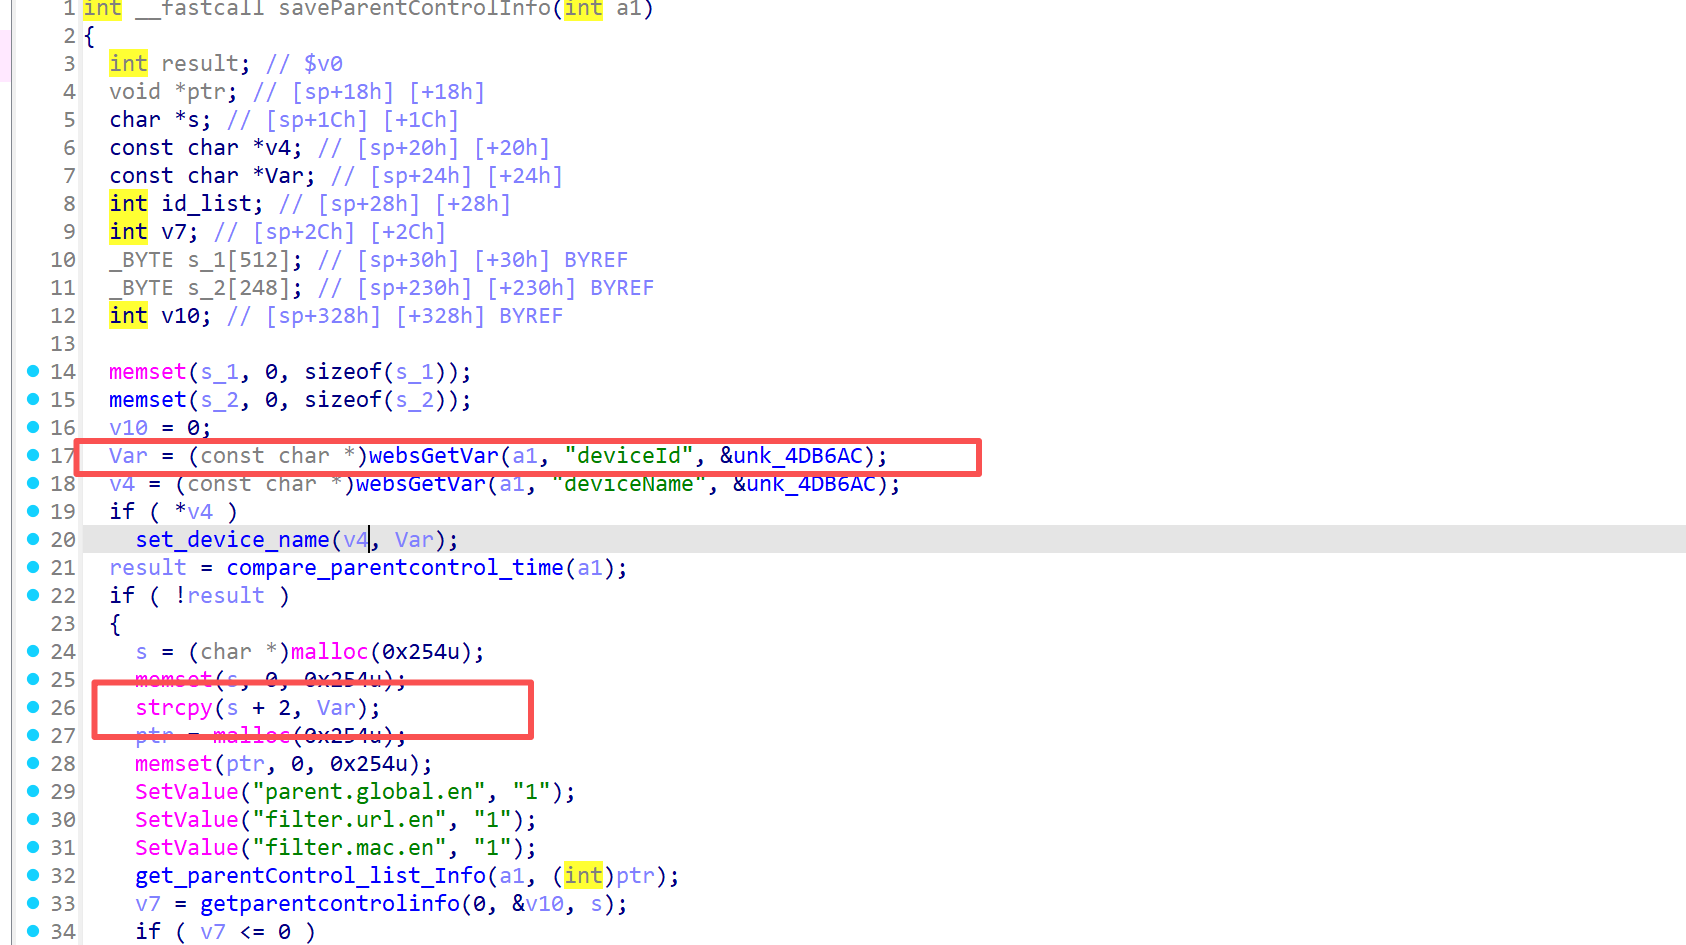 1 int __fastcall saveParentControlInfo(int a1)
2 {
3 int result; // $v0
4 void *ptr; // [sp+18h] [+18h]
5 char *s; // [sp+1Ch] [+1Ch]
6 const char *v4; // [sp+20h] [+20h]
7 const char *Var; // [sp+24h] [+24h]
8 int id_list; // [sp+28h] [+28h]
9 int v7; // [sp+2Ch] [+2Ch]
10 _BYTE s_1[512]; // [sp+30h] [+30h] BYREF
11 _BYTE s_2[248]; // [sp+230h] [+230h] BYREF
12 int v10; // [sp+328h] [+328h] BYREF
13
14 memset(s_1, 0, sizeof(s_1));
15 memset(s_2, 0, sizeof(s_2));
16 v10 = 0;
17 Var = (const char *)websGetVar(a1, "deviceId", &unk_4DB6AC);
18 v4 = (const char *)websGetVar(a1, "deviceName", &unk_4DB6AC);
19 if ( *v4 )
20 set_device_name(v4, Var);
21 result = compare_parentcontrol_time(a1);
22 if ( !result )
23 {
24 s = (char *)malloc(0x254u);
25 memset(s, 0, 0x254u);
26 strcpy(s + 2, Var);
27 ptr = malloc(0x254u);
28 memset(ptr, 0, 0x254u);
29 SetValue("parent.global.en", "1");
30 SetValue("filter.url.en", "1");
31 SetValue("filter.mac.en", "1");
32 get_parentControl_list_Info(a1, (int)ptr);
33 v7 = getparentcontrolinfo(0, &v10, s);
34 if ( v7 <= 0 )